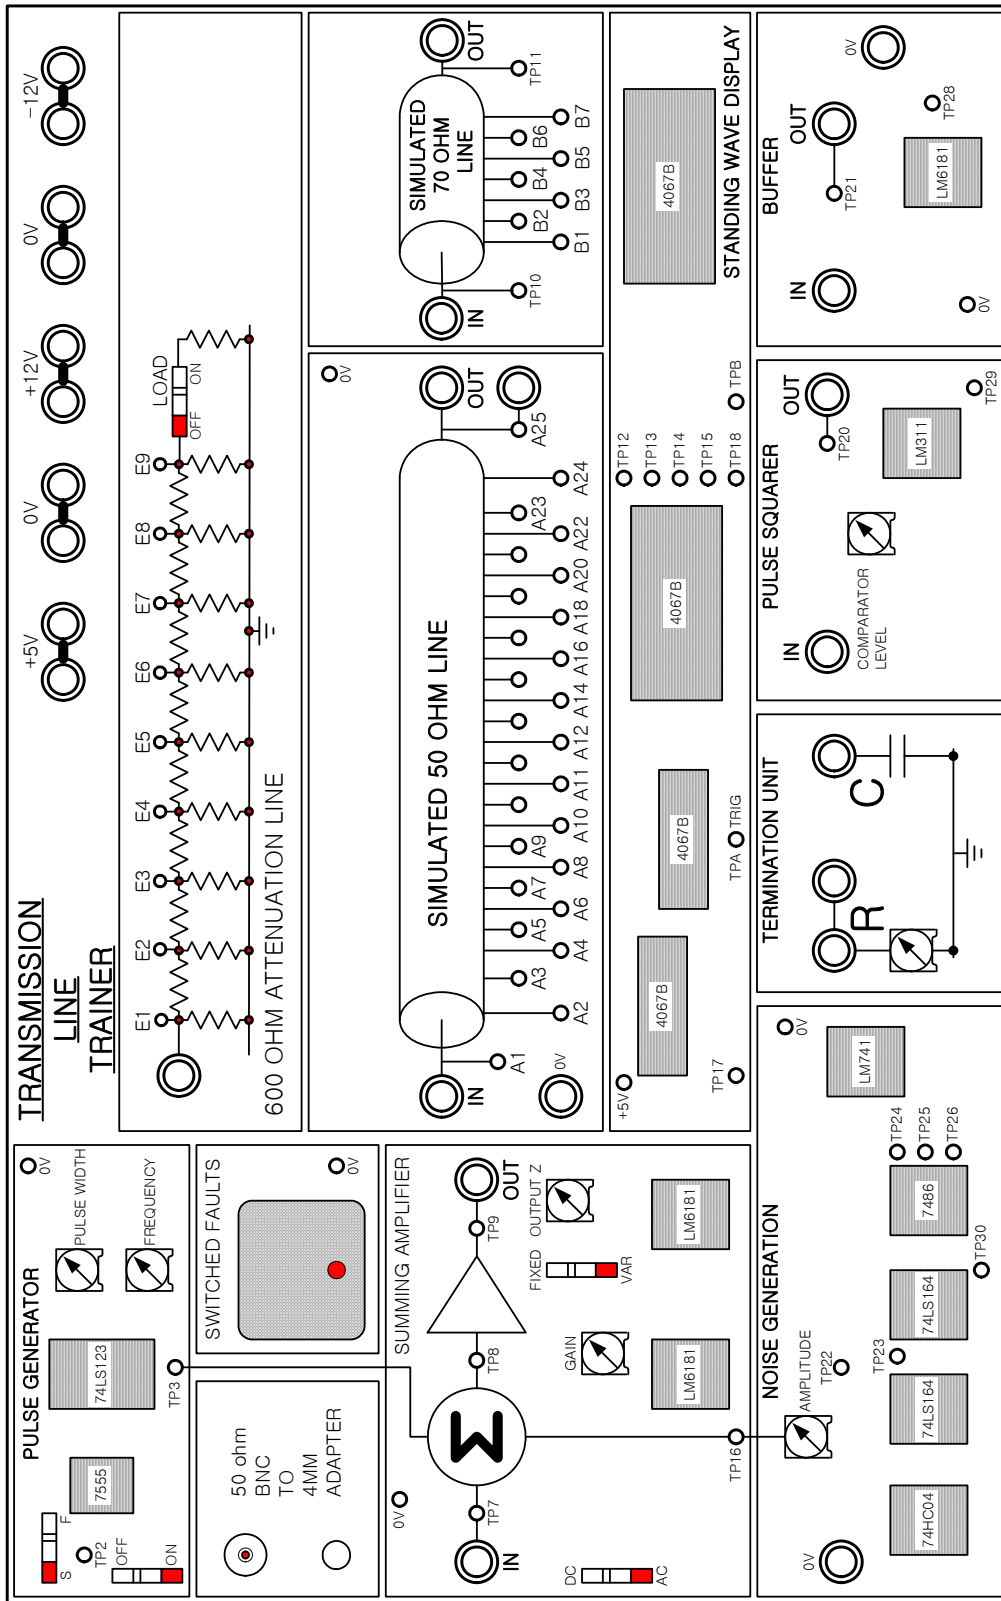 TRANSMISSION
LINE
TRAINER
+5V
0V
+12V
0V
−12V
PULSE GENERATOR
S
F
TP2
OFF
ON
7555
74LS123
TP3
PULSE WIDTH
FREQUENCY
0V
50 ohm
BNC
TO
4MM
ADAPTER
SWITCHED FAULTS
0V
SUMMING AMPLIFIER
0V
IN
TP7
Σ
TP8
TP9
OUT
DC
AC
GAIN
FIXED
VAR
OUTPUT Z
LM6181
LM6181
TP16
NOISE GENERATION
0V
AMPLITUDE
TP22
TP23
74HC04
74LS164
74LS164
7486
TP30
TP24
TP25
TP26
LM741
0V
E1
E2
E3
E4
E5
E6
E7
E8
E9
LOAD
OFF
+ ON
600 OHM ATTENUATION LINE
SIMULATED 50 OHM LINE
IN
OUT
0V
0V
A1
A2
A3
A4
A5
A6
A7
A8
A9
A10
A11
A12
A14
A16
A18
A20
A22
A23
A24
A25
SIMULATED
70 OHM
LINE
IN
OUT
TP10
TP11
B1
B2
B3
B4
B5
B6
B7
+5V
TP17
4067B
4067B
TPA
TRIG
4067B
TP12
TP13
TP14
TP15
TP18
TPB
4067B
STANDING WAVE DISPLAY
TERMINATION UNIT
R
C
PULSE SQUARER
IN
OUT
TP20
COMPARATOR
LEVEL
LM311
TP29
BUFFER
IN
OUT
TP21
LM6181
TP28
0V
0V